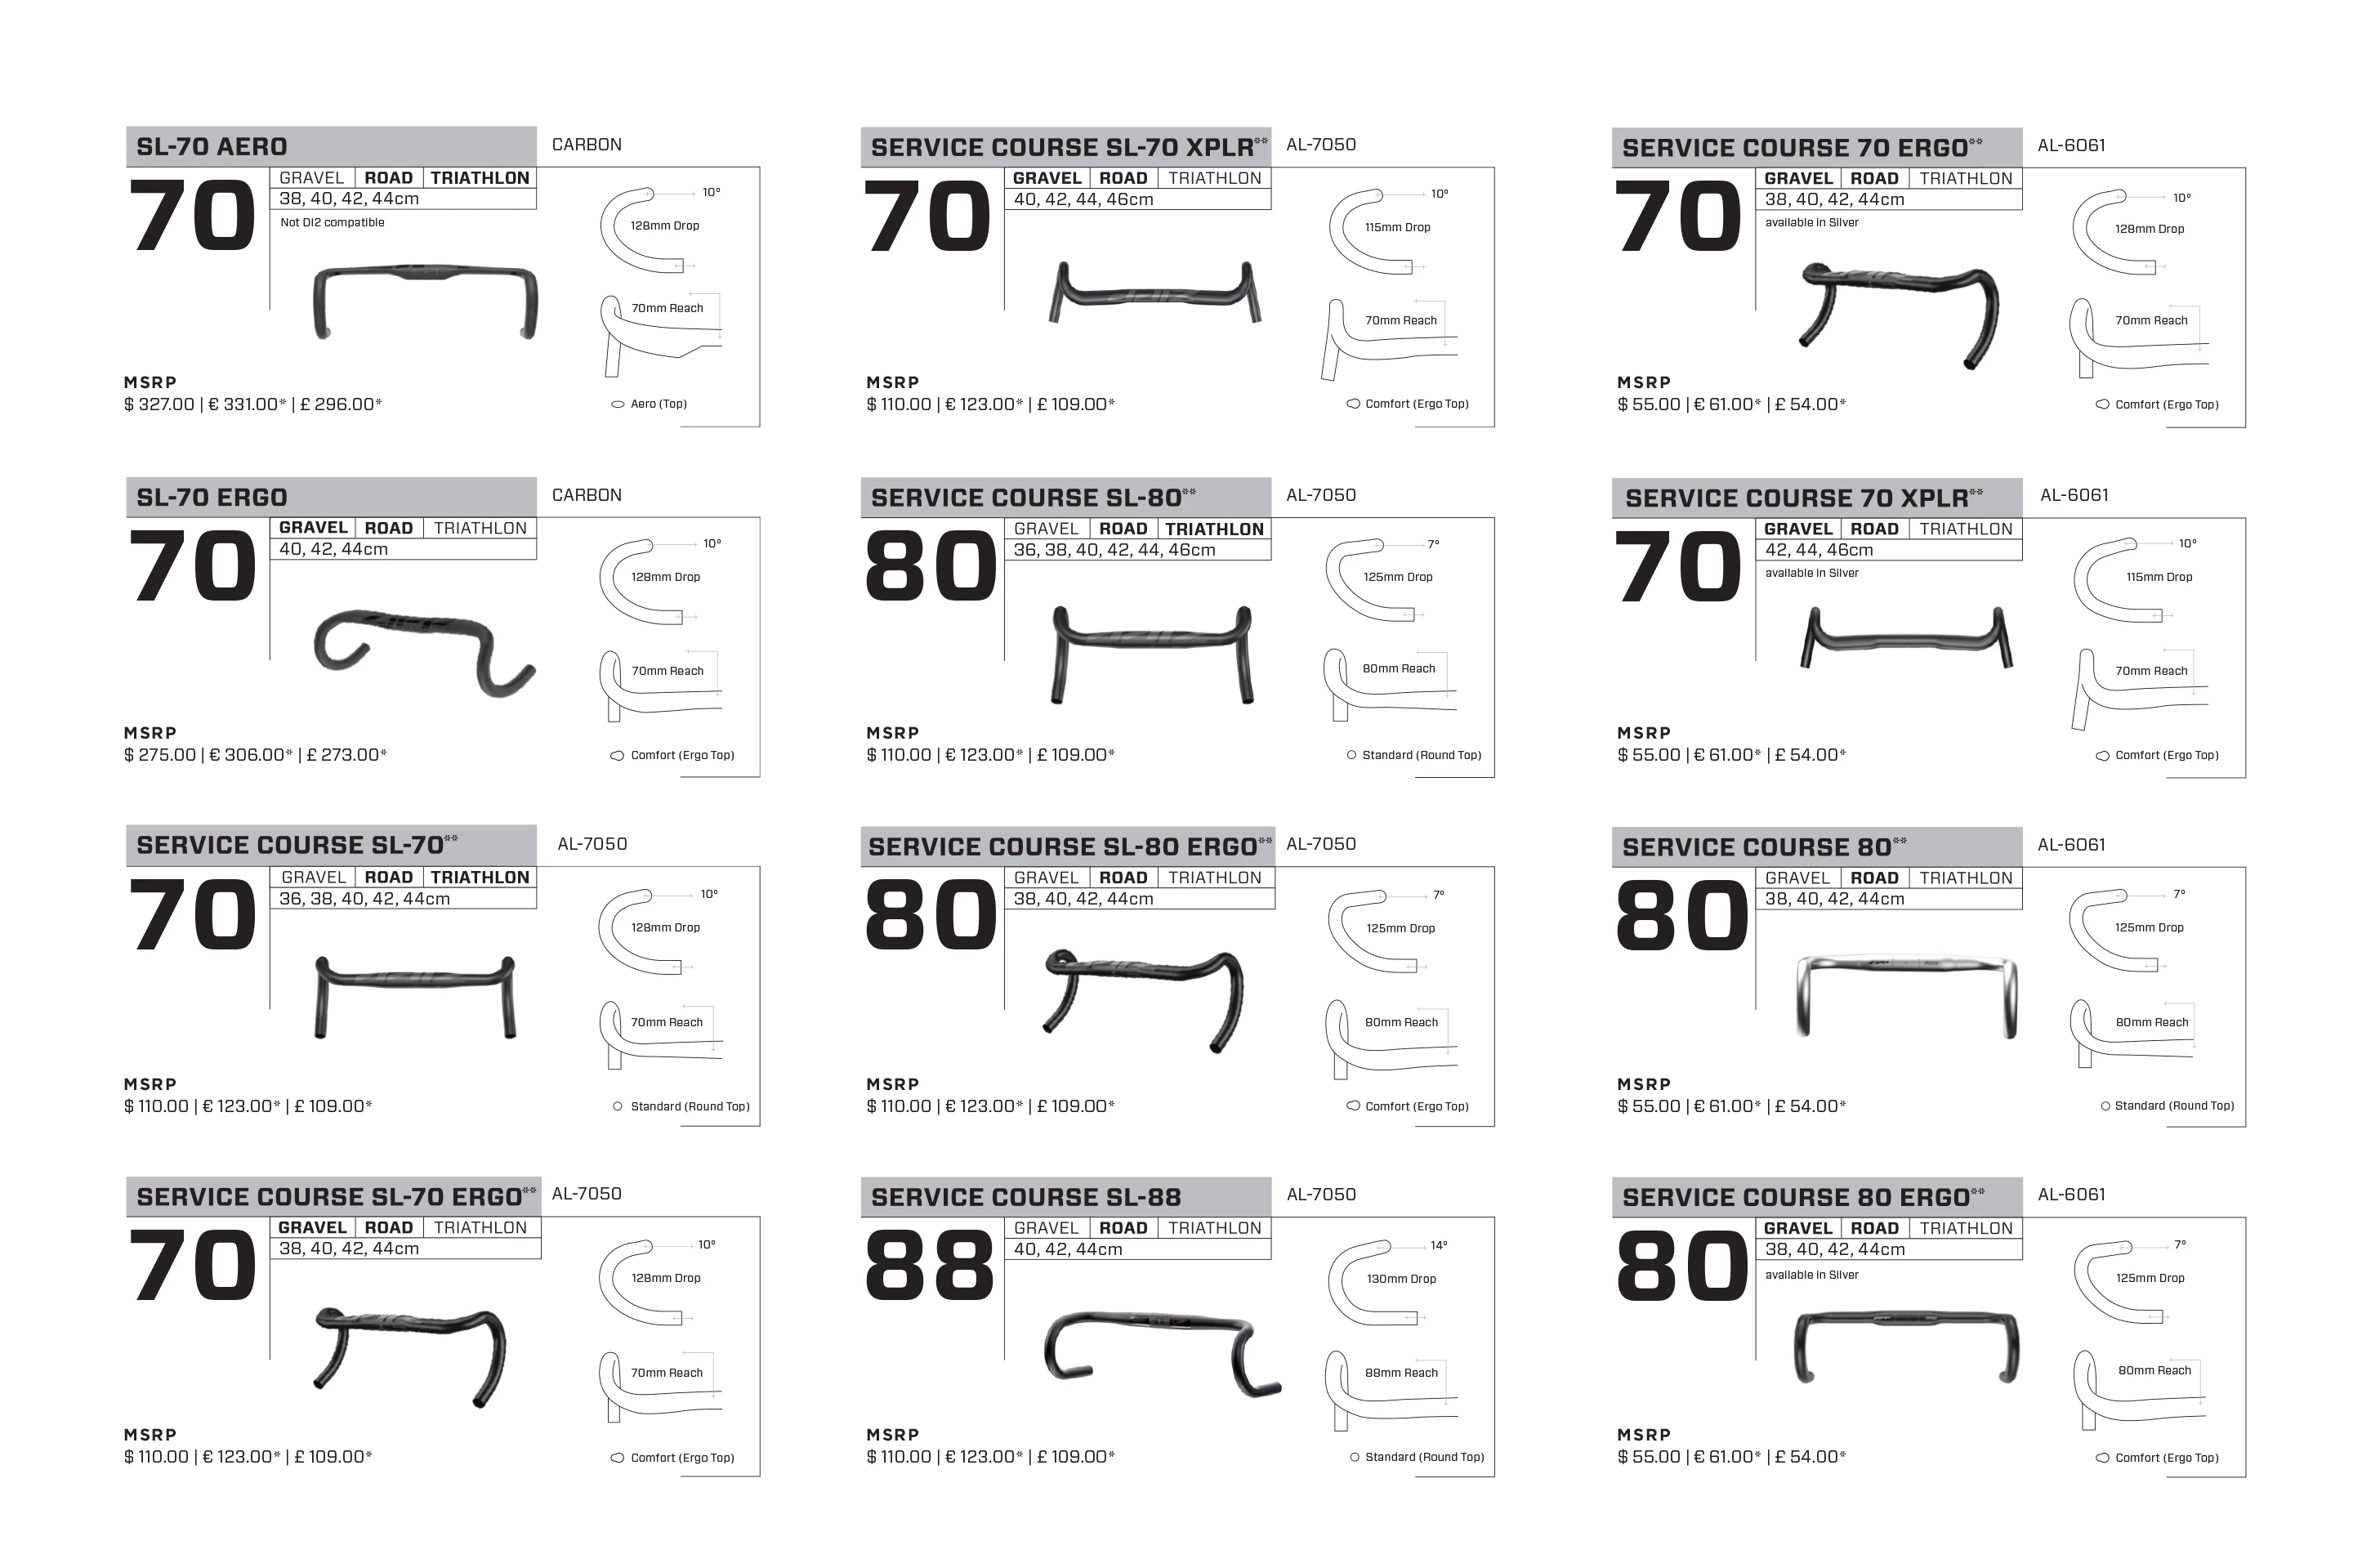 SL-70 AERO
CARBON
70
GRAVEL | ROAD | TRIATHLON
38, 40, 42, 44cm
Not DI2 compatible
10º
128mm Drop
70mm Reach
MSRP
$ 327.00 | € 331.00* | £ 296.00*
Aero (Top)
SERVICE COURSE SL-70 XPLR**
AL-7050
70
GRAVEL | ROAD | TRIATHLON
40, 42, 44, 46cm
10º
115mm Drop
70mm Reach
MSRP
$ 110.00 | € 123.00* | £ 109.00*
Comfort (Ergo Top)
SERVICE COURSE 70 ERGO**
AL-6061
70
GRAVEL | ROAD | TRIATHLON
38, 40, 42, 44cm
available in Silver
10º
128mm Drop
70mm Reach
MSRP
$ 55.00 | € 61.00* | £ 54.00*
Comfort (Ergo Top)
SL-70 ERGO
CARBON
70
GRAVEL | ROAD | TRIATHLON
40, 42, 44cm
10º
128mm Drop
70mm Reach
MSRP
$ 275.00 | € 306.00* | £ 273.00*
Comfort (Ergo Top)
SERVICE COURSE SL-80**
AL-7050
80
GRAVEL | ROAD | TRIATHLON
36, 38, 40, 42, 44, 46cm
7º
125mm Drop
80mm Reach
MSRP
$ 110.00 | € 123.00* | £ 109.00*
Standard (Round Top)
SERVICE COURSE 70 XPLR**
AL-6061
70
GRAVEL | ROAD | TRIATHLON
42, 44, 46cm
available in Silver
10º
115mm Drop
70mm Reach
MSRP
$ 55.00 | € 61.00* | £ 54.00*
Comfort (Ergo Top)
SERVICE COURSE SL-70**
AL-7050
70
GRAVEL | ROAD | TRIATHLON
36, 38, 40, 42, 44cm
10º
128mm Drop
70mm Reach
MSRP
$ 110.00 | € 123.00* | £ 109.00*
Standard (Round Top)
SERVICE COURSE SL-80 ERGO**
AL-7050
80
GRAVEL | ROAD | TRIATHLON
38, 40, 42, 44cm
7º
125mm Drop
80mm Reach
MSRP
$ 110.00 | € 123.00* | £ 109.00*
Comfort (Ergo Top)
SERVICE COURSE 80**
AL-6061
80
GRAVEL | ROAD | TRIATHLON
38, 40, 42, 44cm
7º
125mm Drop
80mm Reach
MSRP
$ 55.00 | € 61.00* | £ 54.00*
Standard (Round Top)
SERVICE COURSE SL-70 ERGO**
AL-7050
70
GRAVEL | ROAD | TRIATHLON
38, 40, 42, 44cm
10º
128mm Drop
70mm Reach
MSRP
$ 110.00 | € 123.00* | £ 109.00*
Comfort (Ergo Top)
SERVICE COURSE SL-88
AL-7050
88
GRAVEL | ROAD | TRIATHLON
40, 42, 44cm
14º
130mm Drop
88mm Reach
MSRP
$ 110.00 | € 123.00* | £ 109.00*
Standard (Round Top)
SERVICE COURSE 80 ERGO**
AL-6061
80
GRAVEL | ROAD | TRIATHLON
38, 40, 42, 44cm
available in Silver
7º
125mm Drop
80mm Reach
MSRP
$ 55.00 | € 61.00* | £ 54.00*
Comfort (Ergo Top)